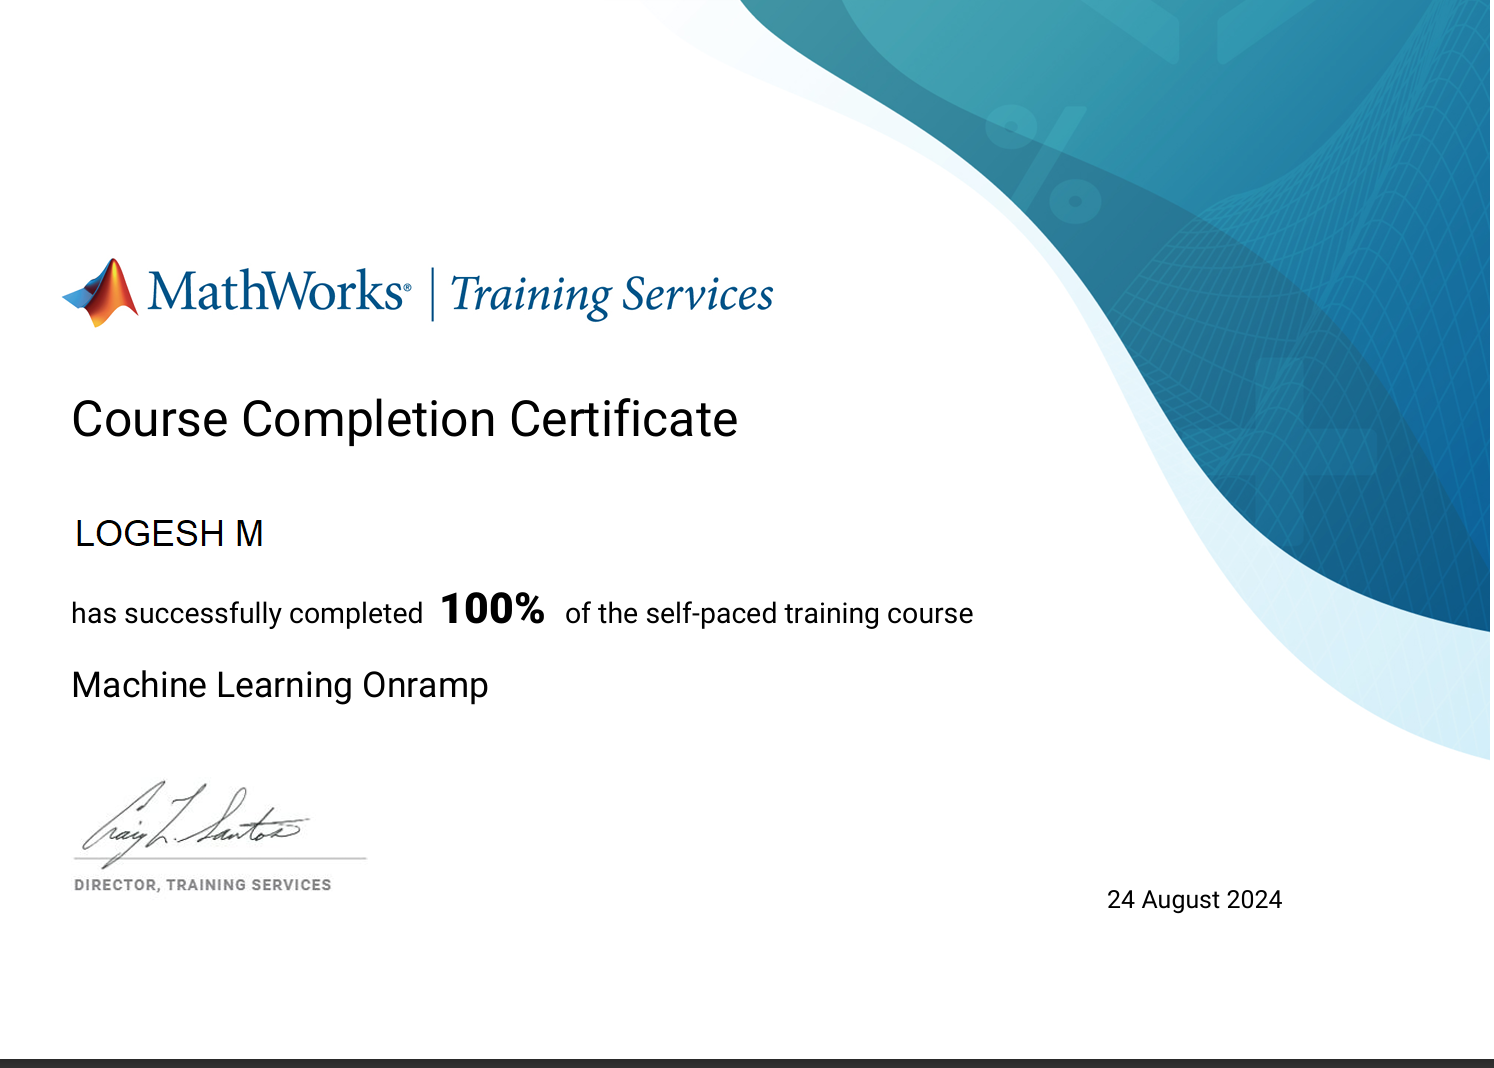 MathWorks® | Training Services
Course Completion Certificate
LOGESH M
has successfully completed 100% of the self-paced training course
Machine Learning Onramp
Craig L. Santos
DIRECTOR, TRAINING SERVICES
24 August 2024